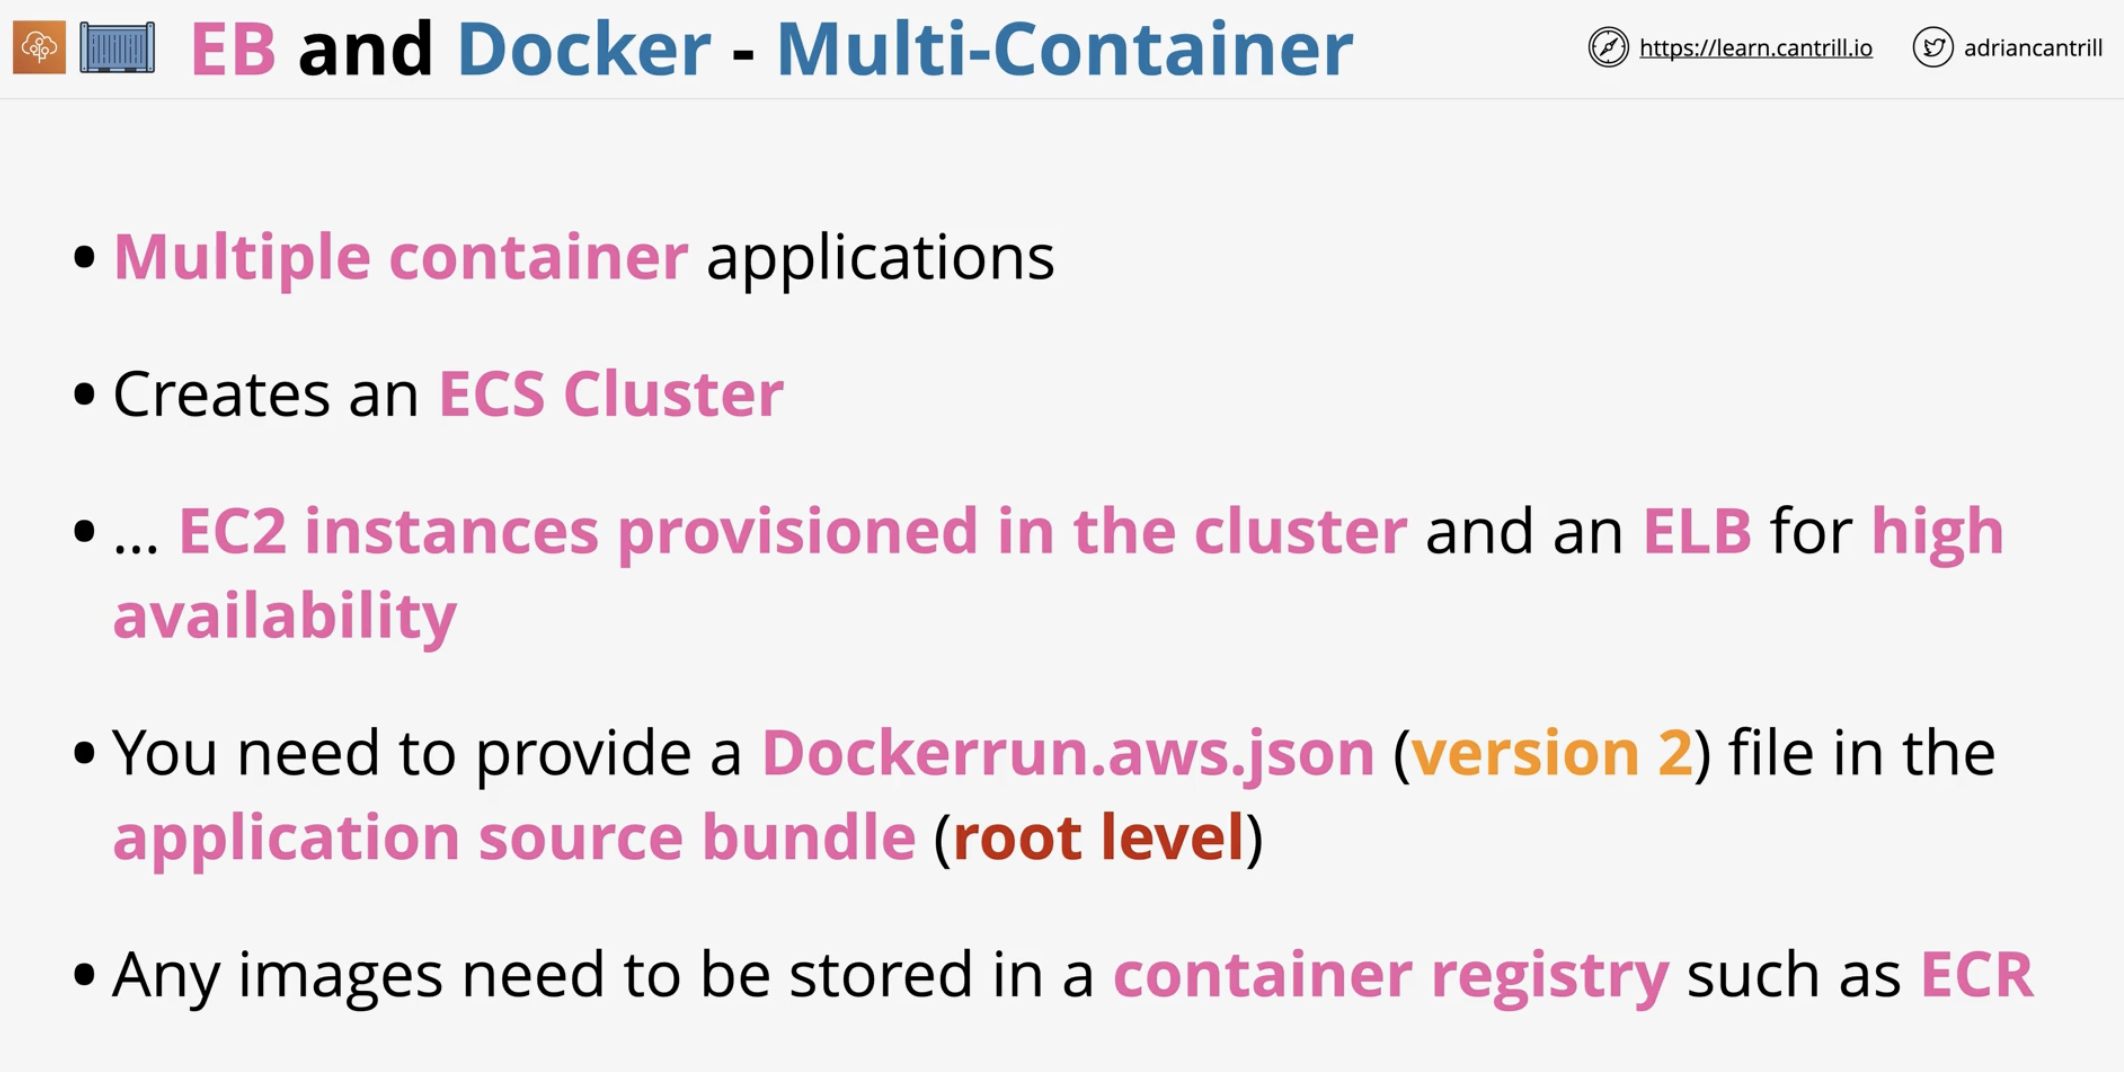 EB and Docker - Multi-Container
https://learn.cantrill.io
adriancantrill
• Multiple container applications
• Creates an ECS Cluster
• ... EC2 instances provisioned in the cluster and an ELB for high
availability
• You need to provide a Dockerrun.aws.json (version 2) file in the
application source bundle (root level)
• Any images need to be stored in a container registry such as ECR